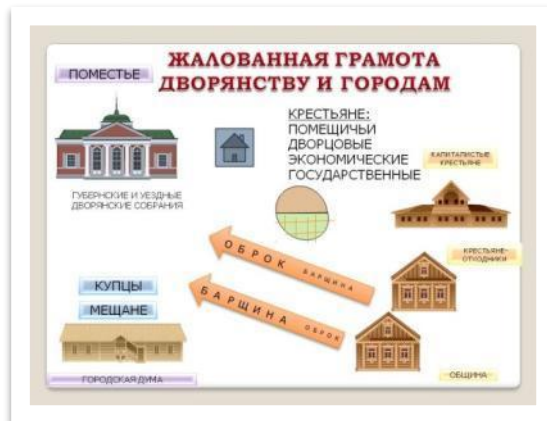 ЖАЛОВАННАЯ ГРАМОТА
ДВОРЯНСТВУ И ГОРОДАМ
ПОМЕСТЬЕ
ГУБЕРНСКИЕ И УЕЗДНЫЕ
ДВОРЯНСКИЕ СОБРАНИЯ
КРЕСТЬЯНЕ:
ПОМЕЩИЧЬИ
ДВОРЦОВЫЕ
ЭКОНОМИЧЕСКИЕ
ГОСУДАРСТВЕННЫЕ
КАПИТАЛИСТЫЕ
КРЕСТЬЯНЕ
КРЕСТЬЯНЕ-
ОТХОДНИКИ
ОБРОК БАРЩИНА
БАРЩИНА ОБРОК
КУПЦЫ
МЕЩАНЕ
ГОРОДСКАЯ ДУМА
ОБЩИНА